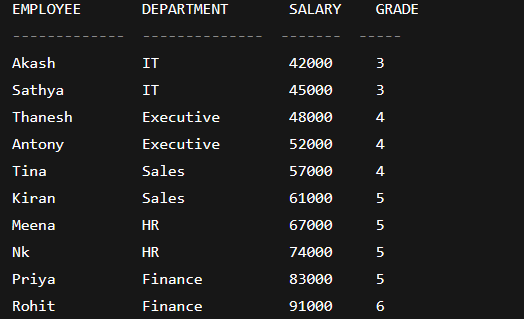 EMPLOYEE DEPARTMENT SALARY GRADE
------------- -------------- ------- -----
Akash IT 42000 3
Sathya IT 45000 3
Thanesh Executive 48000 4
Antony Executive 52000 4
Tina Sales 57000 4
Kiran Sales 61000 5
Meena HR 67000 5
Nk HR 74000 5
Priya Finance 83000 5
Rohit Finance 91000 6